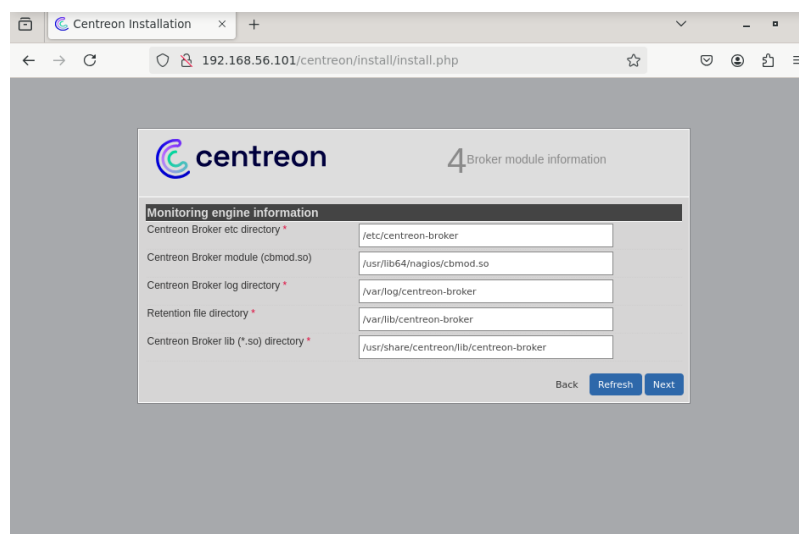 Centreon Installation
192.168.56.101/centreon/install/install.php
centreon
4 Broker module information
Monitoring engine information
Centreon Broker etc directory *
/etc/centreon-broker
Centreon Broker module (cbmod.so)
/usr/lib64/nagios/cbmod.so
Centreon Broker log directory *
/var/log/centreon-broker
Retention file directory *
/var/lib/centreon-broker
Centreon Broker lib (*.so) directory *
/usr/share/centreon/lib/centreon-broker
Back Refresh Next